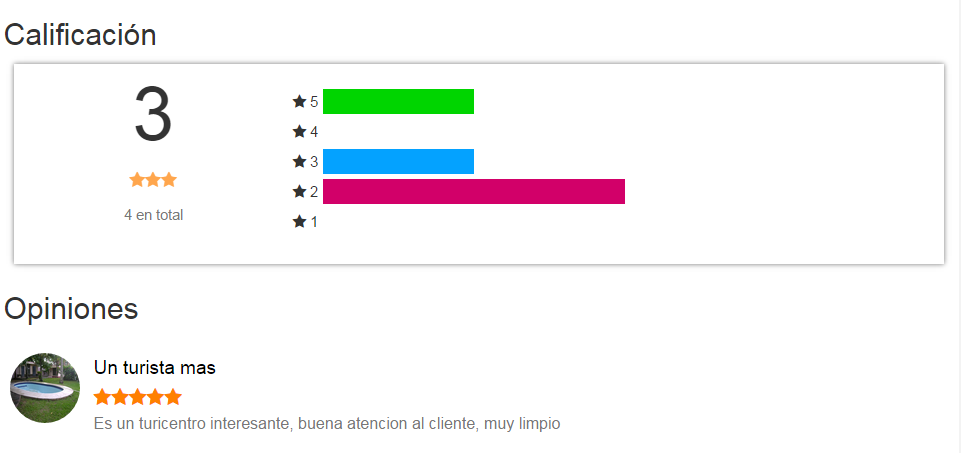 Calificación
3
4 en total
5
4
3
2
1
Opiniones
Un turista mas
Es un turicentro interesante, buena atencion al cliente, muy limpio